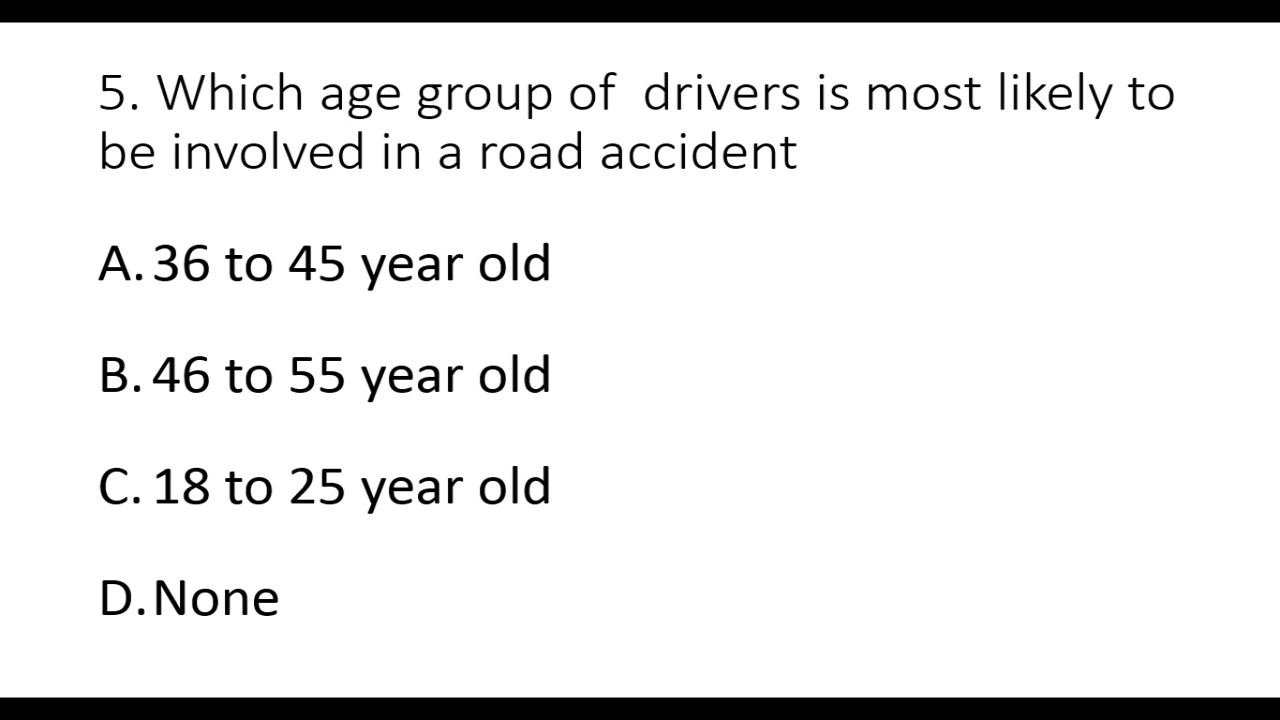 5. Which age group of  drivers is most likely to
be involved in a road accident
A. 36 to 45 year old
B. 46 to 55 year old
C. 18 to 25 year old
D. None